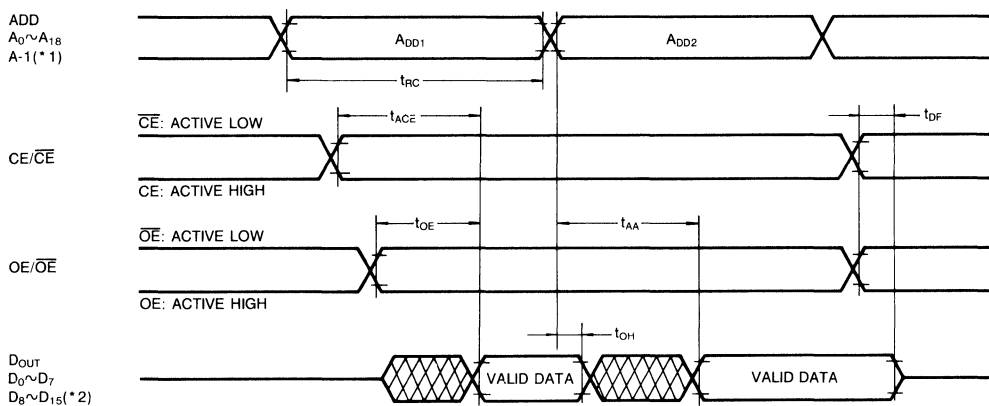 ADD
A0~A18
A-1(*1)
ADD1
ADD2
tRC
tACE
tDF
CE: ACTIVE LOW
CE/CE
CE: ACTIVE HIGH
tOE
tAA
OE: ACTIVE LOW
OE/OE
OE: ACTIVE HIGH
tOH
DOUT
D0~D7
D8~D15(*2)
VALID DATA
VALID DATA